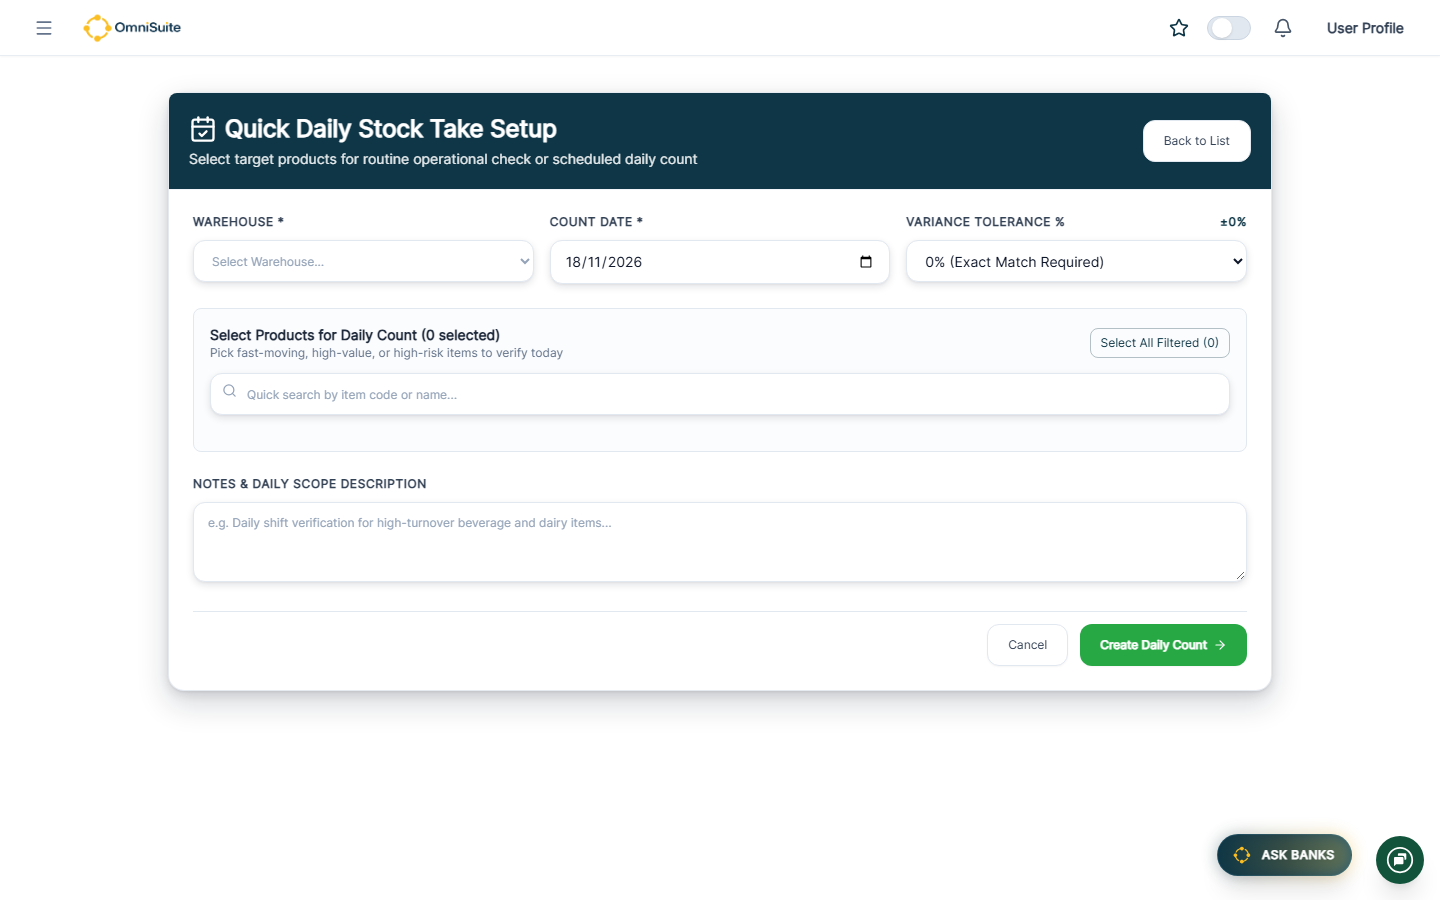 OmniSuite
User Profile
Quick Daily Stock Take Setup
Select target products for routine operational check or scheduled daily count
Back to List
WAREHOUSE *
COUNT DATE *
VARIANCE TOLERANCE %
±0%
Select Warehouse...
18/11/2026
0% (Exact Match Required)
Select Products for Daily Count (0 selected)
Pick fast-moving, high-value, or high-risk items to verify today
Select All Filtered (0)
Quick search by item code or name...
NOTES & DAILY SCOPE DESCRIPTION
e.g. Daily shift verification for high-turnover beverage and dairy items...
Cancel
Create Daily Count
ASK BANKS